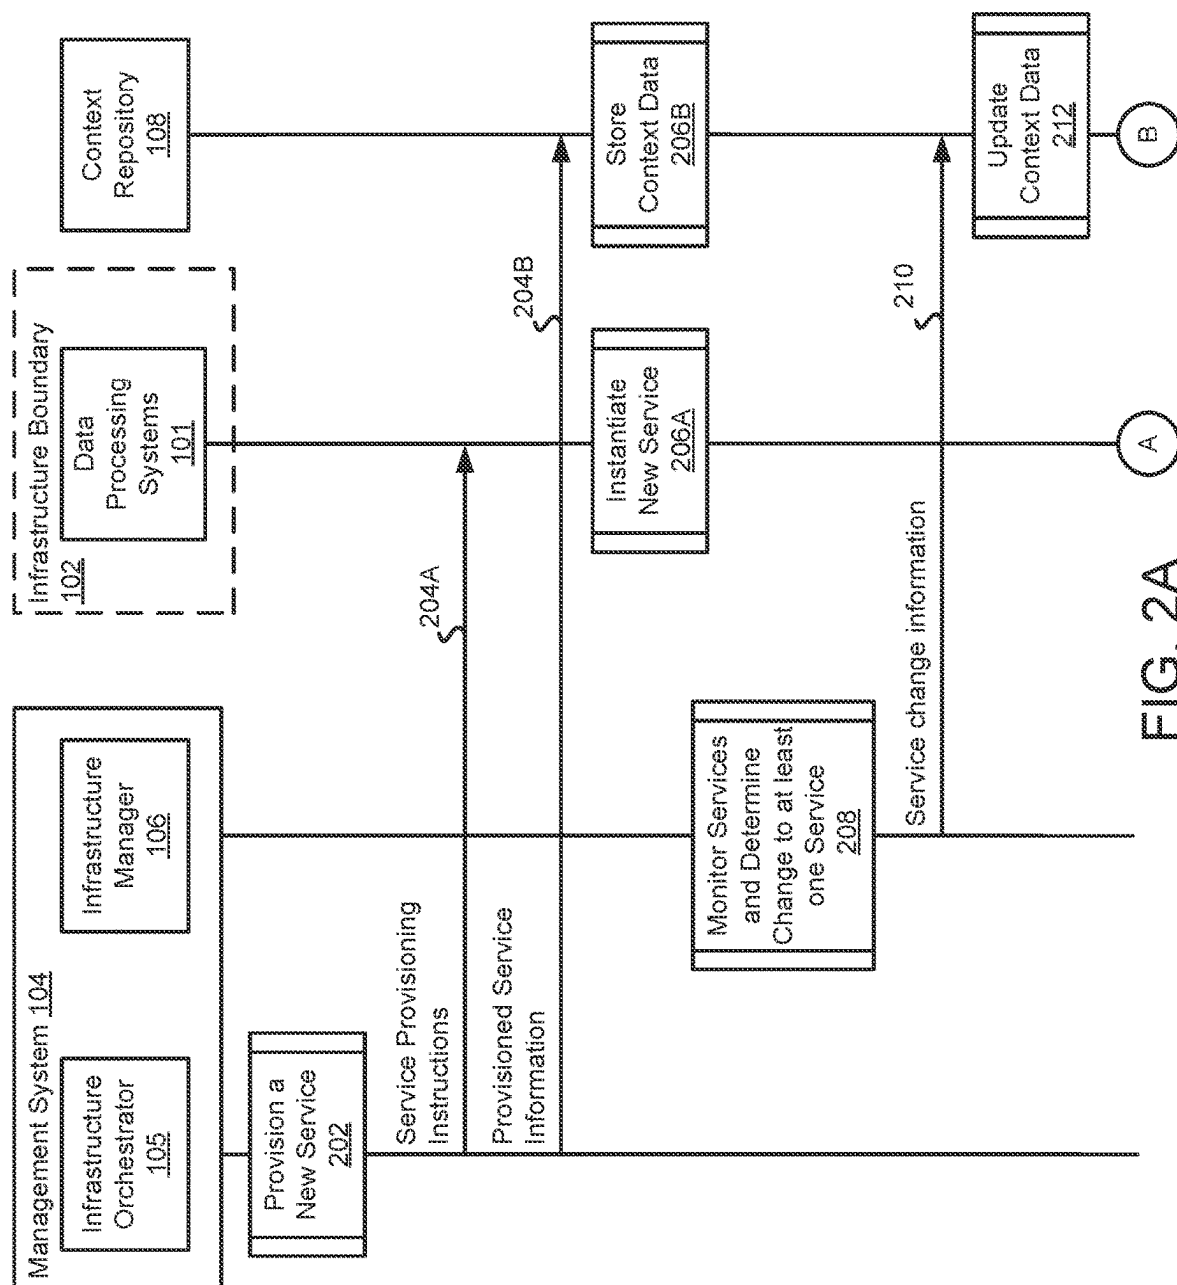 Management System 104
Infrastructure
Orchestrator
105
Infrastructure
Manager
106
Infrastructure Boundary
102
Data
Processing
Systems
101
Context
Repository
108
Provision a
New Service
202
Service Provisioning
Instructions
204A
Provisioned Service
Information
204B
Instantiate
New Service
206A
Store
Context Data
206B
Monitor Services
and Determine
Change to at least
one Service
208
Service change information
210
Update
Context Data
212
A
B
FIG. 2A